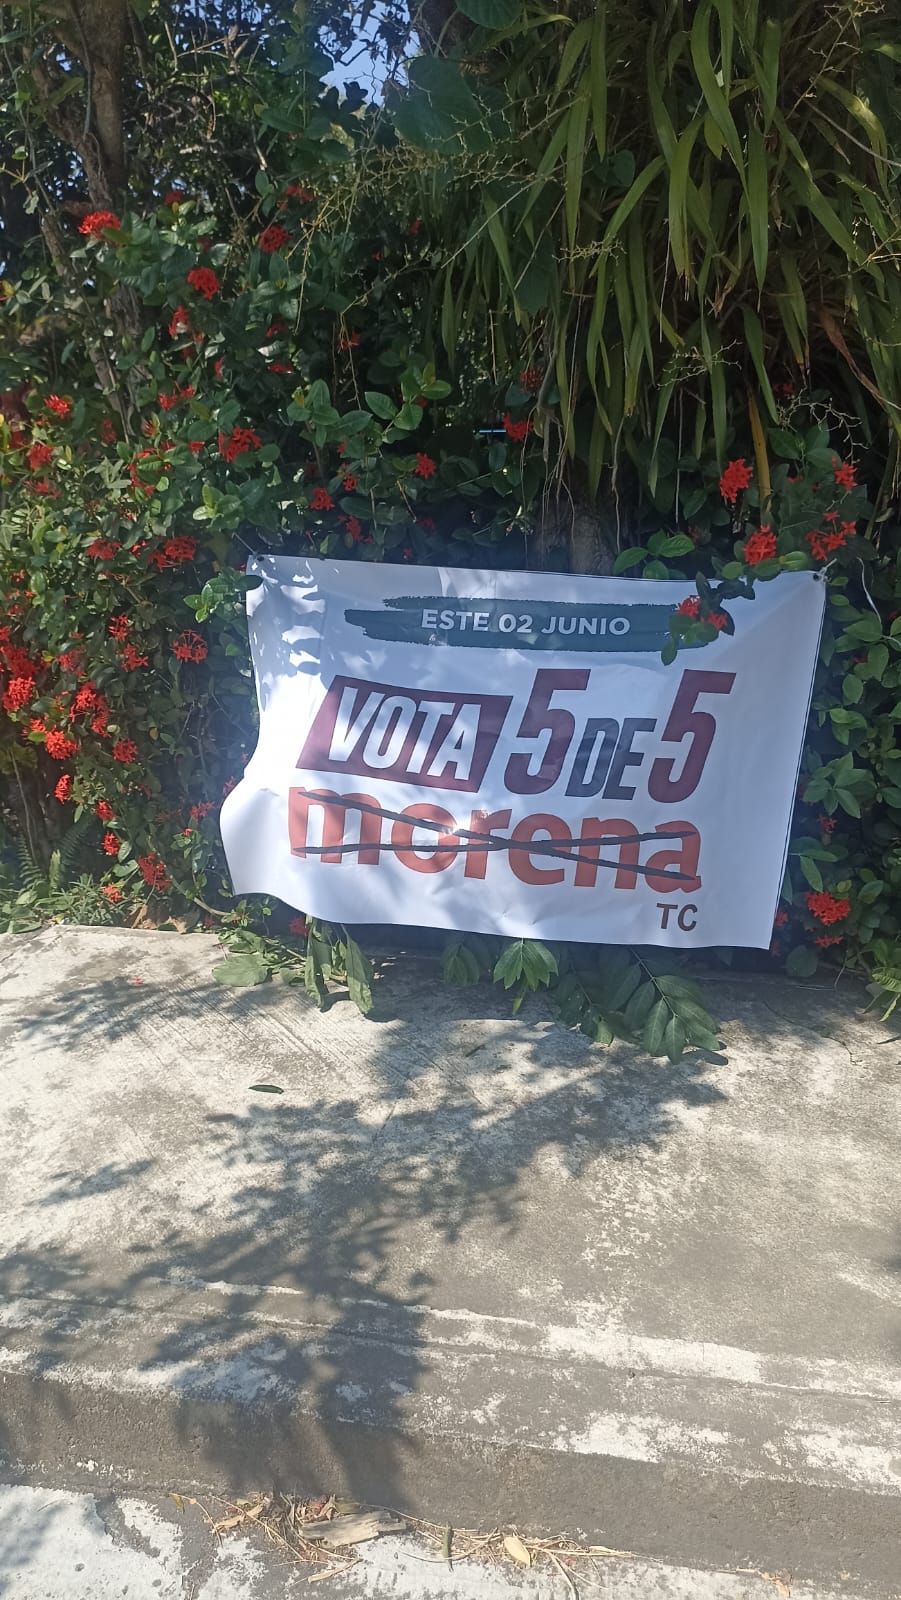 ESTE 02 JUNIO
VOTA 5 DE 5
morena
TC